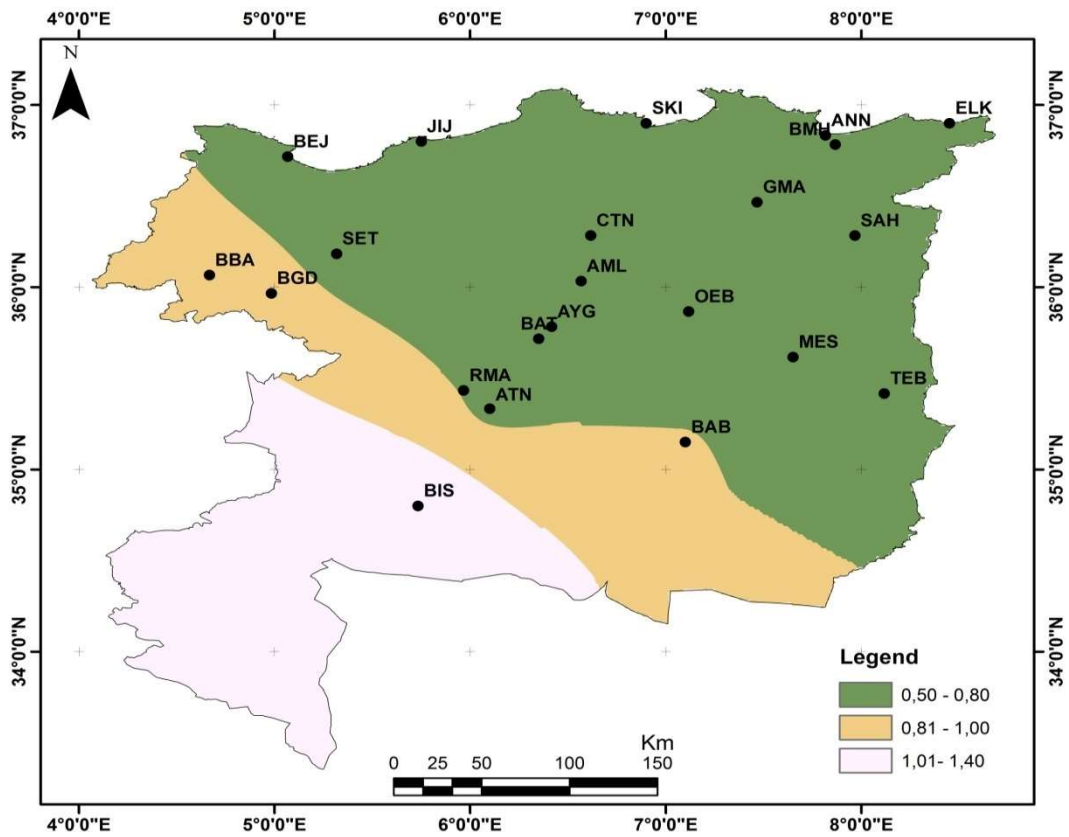 4°0'0"E 5°0'0"E 6°0'0"E 7°0'0"E 8°0'0"E
N
37°0'0"N 37°0'0"N
SKI ELK
BMH ANN
JIJ
BEJ
GMA
CTN SAH
SET
AML
BBA
BGD
36°0'0"N 36°0'0"N
OEB
AYG
BAT
MES
RMA TEB
ATN
BAB
35°0'0"N 35°0'0"N
BIS
34°0'0"N 34°0'0"N
Legend
0,50 - 0,80
0,81 - 1,00
1,01- 1,40
Km
0 25 50 100 150
4°0'0"E 5°0'0"E 6°0'0"E 7°0'0"E 8°0'0"E